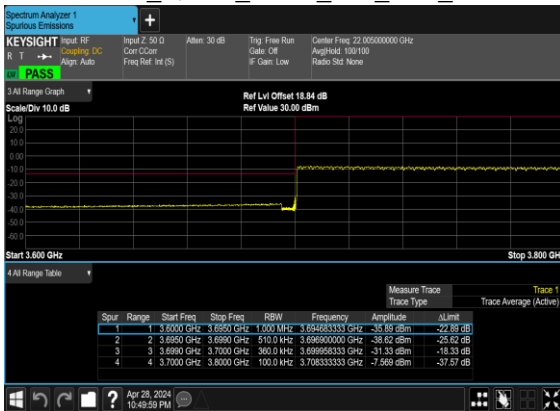 Spectrum Analyzer 1
Spurious Emissions
KEYSIGHT Input: RF Input Z: 50 Ω Atten: 30 dB Trig: Free Run Center Freq: 22.005000000 GHz
R T Coupling: DC Corr CCorr Gate: Off Avg|Hold: 100/100
Align: Auto Freq Ref: Int (S) IF Gain: Low Radio Std: None
PASS
3 All Range Graph
Ref Lvl Offset 18.84 dB
Scale/Div 10.0 dB Ref Value 30.00 dBm
Log
20.0
10.0
0.00
-10.0
-20.0
-30.0
-40.0
-50.0
-60.0
Start 3.600 GHz Stop 3.800 GH
4 All Range Table
Measure Trace Trace 1
Trace Type Trace Average (Active)
Spur Range Start Freq Stop Freq RBW Frequency Amplitude ΔLimit
1 1 3.6000 GHz 3.6950 GHz 1.000 MHz 3.694683333 GHz -35.89 dBm -22.89 dB
2 2 3.6950 GHz 3.6990 GHz 510.0 kHz 3.696900000 GHz -38.62 dBm -25.62 dB
3 3 3.6990 GHz 3.7000 GHz 360.0 kHz 3.699958333 GHz -31.33 dBm -18.33 dB
4 4 3.7000 GHz 3.8000 GHz 100.0 kHz 3.708333333 GHz -7.569 dBm -37.57 dB
Apr 28, 2024
10:49:59 PM